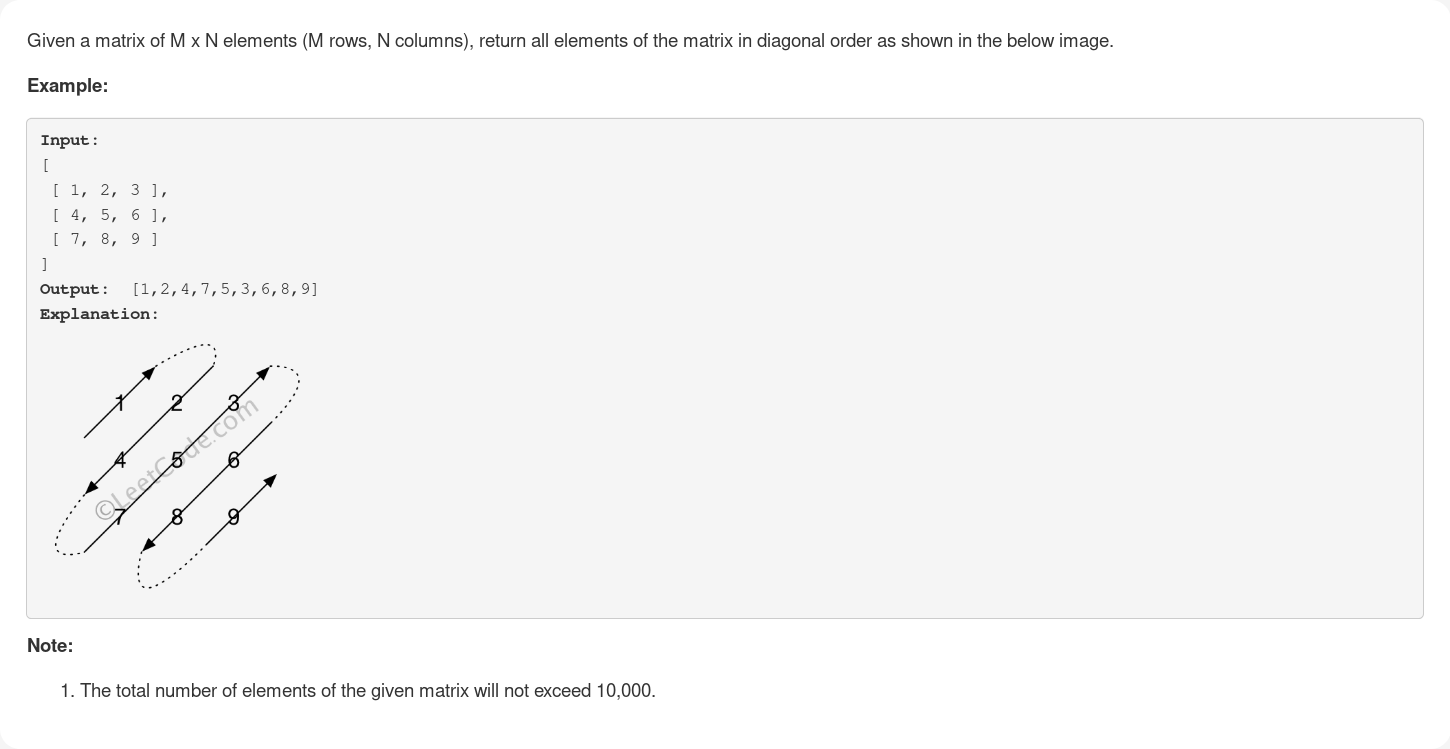 Given a matrix of M x N elements (M rows, N columns), return all elements of the matrix in diagonal order as shown in the below image.
Example:
Input:
[
 [ 1, 2, 3 ],
 [ 4, 5, 6 ],
 [ 7, 8, 9 ]
]
Output:  [1,2,4,7,5,3,6,8,9]
Explanation:
1 2 3
4 5 6
7 8 9
©LeetCode.com
Note:
1. The total number of elements of the given matrix will not exceed 10,000.